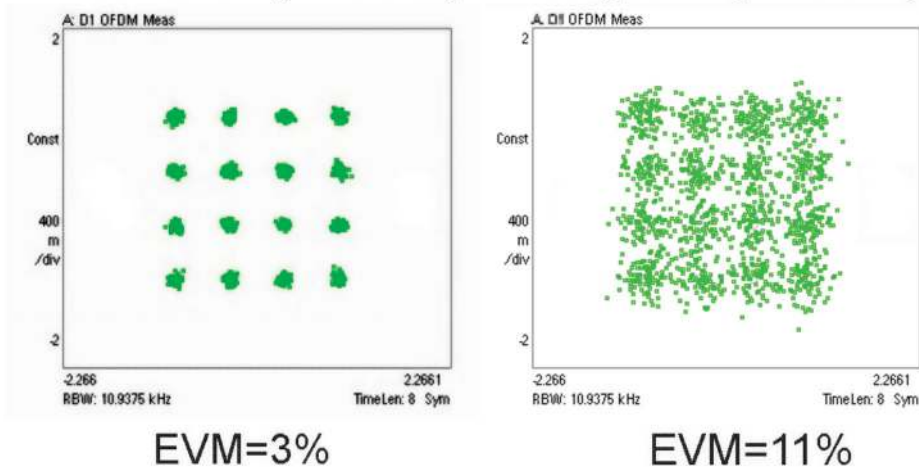 A: D1 OFDM Meas
2
Const
400
m
/div
-2
-2.266
2.2661
RBW: 10.9375 kHz
TimeLen: 8 Sym
EVM=3%
OFDM Meas
2
Const
400
m
/div
-2
-2.266
2.2661
RBW: 10.9375 kHz
TimeLen: 8 Sym
EVM=11%